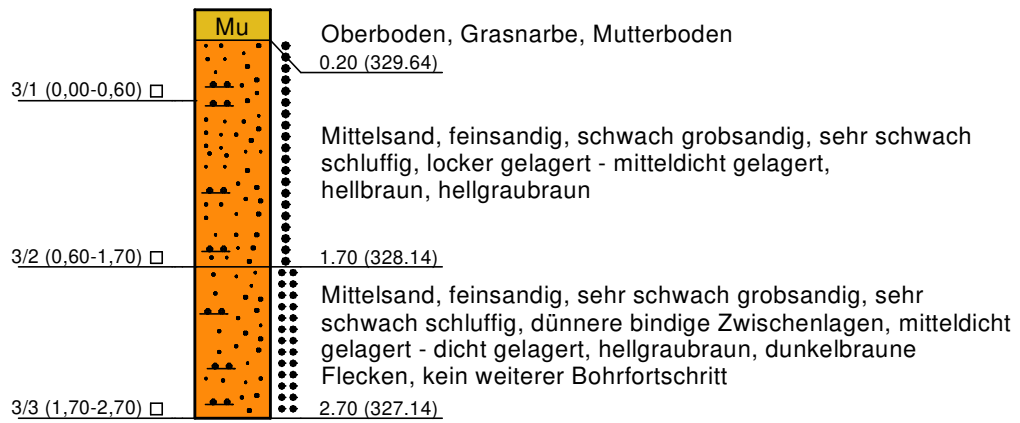 Mu
Oberboden, Grasnarbe, Mutterboden
0.20 (329.64)
3/1 (0,00-0,60)
Mittelsand, feinsandig, schwach grobsandig, sehr schwach
schluffig, locker gelagert - mitteldicht gelagert,
hellbraun, hellgraubraun
3/2 (0,60-1,70)
1.70 (328.14)
Mittelsand, feinsandig, sehr schwach grobsandig, sehr
schwach schluffig, dünnere bindige Zwischenlagen, mitteldicht
gelagert - dicht gelagert, hellgraubraun, dunkelbraune
Flecken, kein weiterer Bohrfortschritt
3/3 (1,70-2,70)
2.70 (327.14)